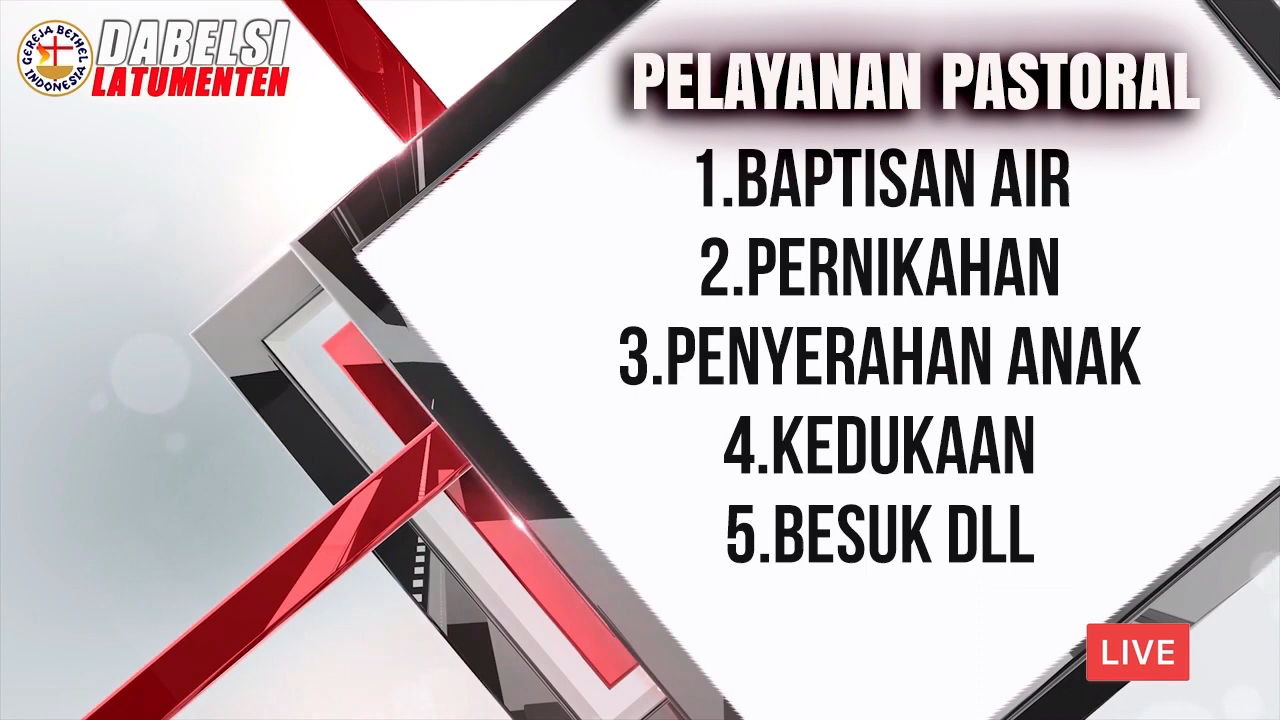 GEREJA BETHEL INDONESIA
DABELSI
LATUMENTEN
PELAYANAN PASTORAL
1.BAPTISAN AIR
2.PERNIKAHAN
3.PENYERAHAN ANAK
4.KEDUKAAN
5.BESUK DLL
LIVE